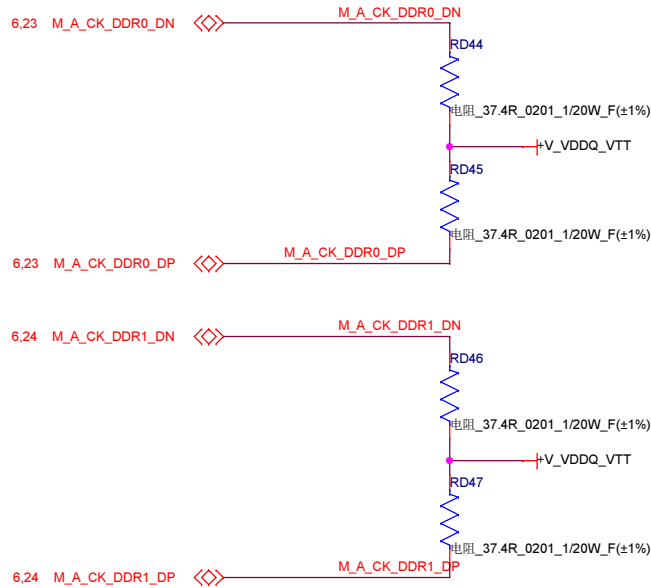 6,23 M_A_CK_DDR0_DN M_A_CK_DDR0_DN
RD44
电阻_37.4R_0201_1/20W_F(±1%)
+V_VDDQ_VTT
RD45
电阻_37.4R_0201_1/20W_F(±1%)
6,23 M_A_CK_DDR0_DP M_A_CK_DDR0_DP
6,24 M_A_CK_DDR1_DN M_A_CK_DDR1_DN
RD46
电阻_37.4R_0201_1/20W_F(±1%)
+V_VDDQ_VTT
RD47
电阻_37.4R_0201_1/20W_F(±1%)
6,24 M_A_CK_DDR1_DP M_A_CK_DDR1_DP